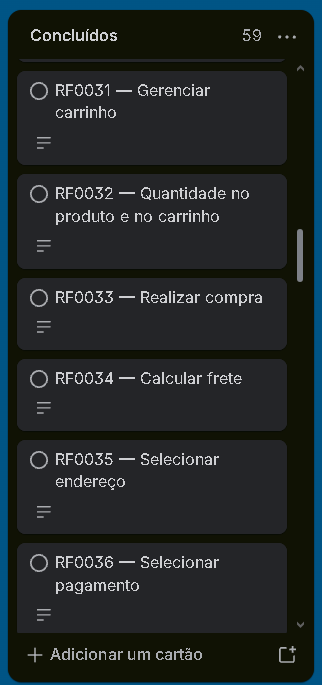 Concluídos 59
RF0031 — Gerenciar
carrinho
RF0032 — Quantidade no
produto e no carrinho
RF0033 — Realizar compra
RF0034 — Calcular frete
RF0035 — Selecionar
endereço
RF0036 — Selecionar
pagamento
Adicionar um cartão